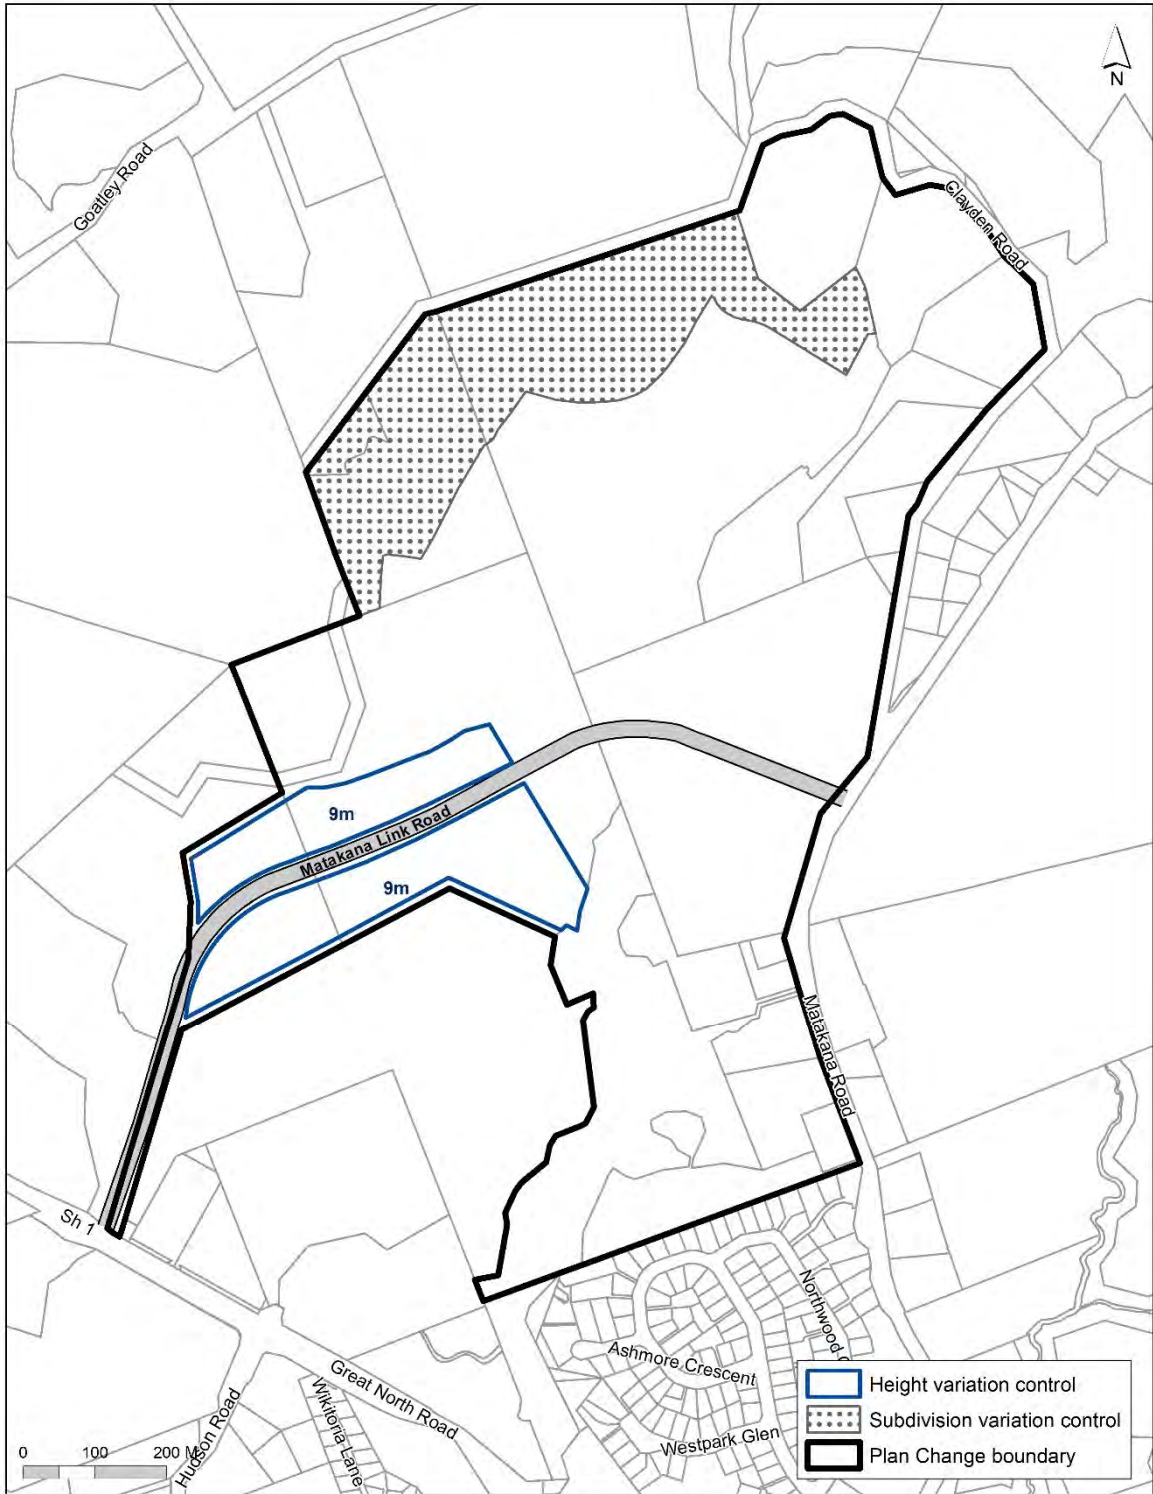 N
Goatley Road
Clayden Road
9m
Matakana Link Road
9m
Matakana Road
Sh 1
Northwood
Ashmore Crescent
Great North Road
Wikitoria Lane
Hudson Road
Westpark Glen
0 100 200 M
Height variation control
Subdivision variation control
Plan Change boundary